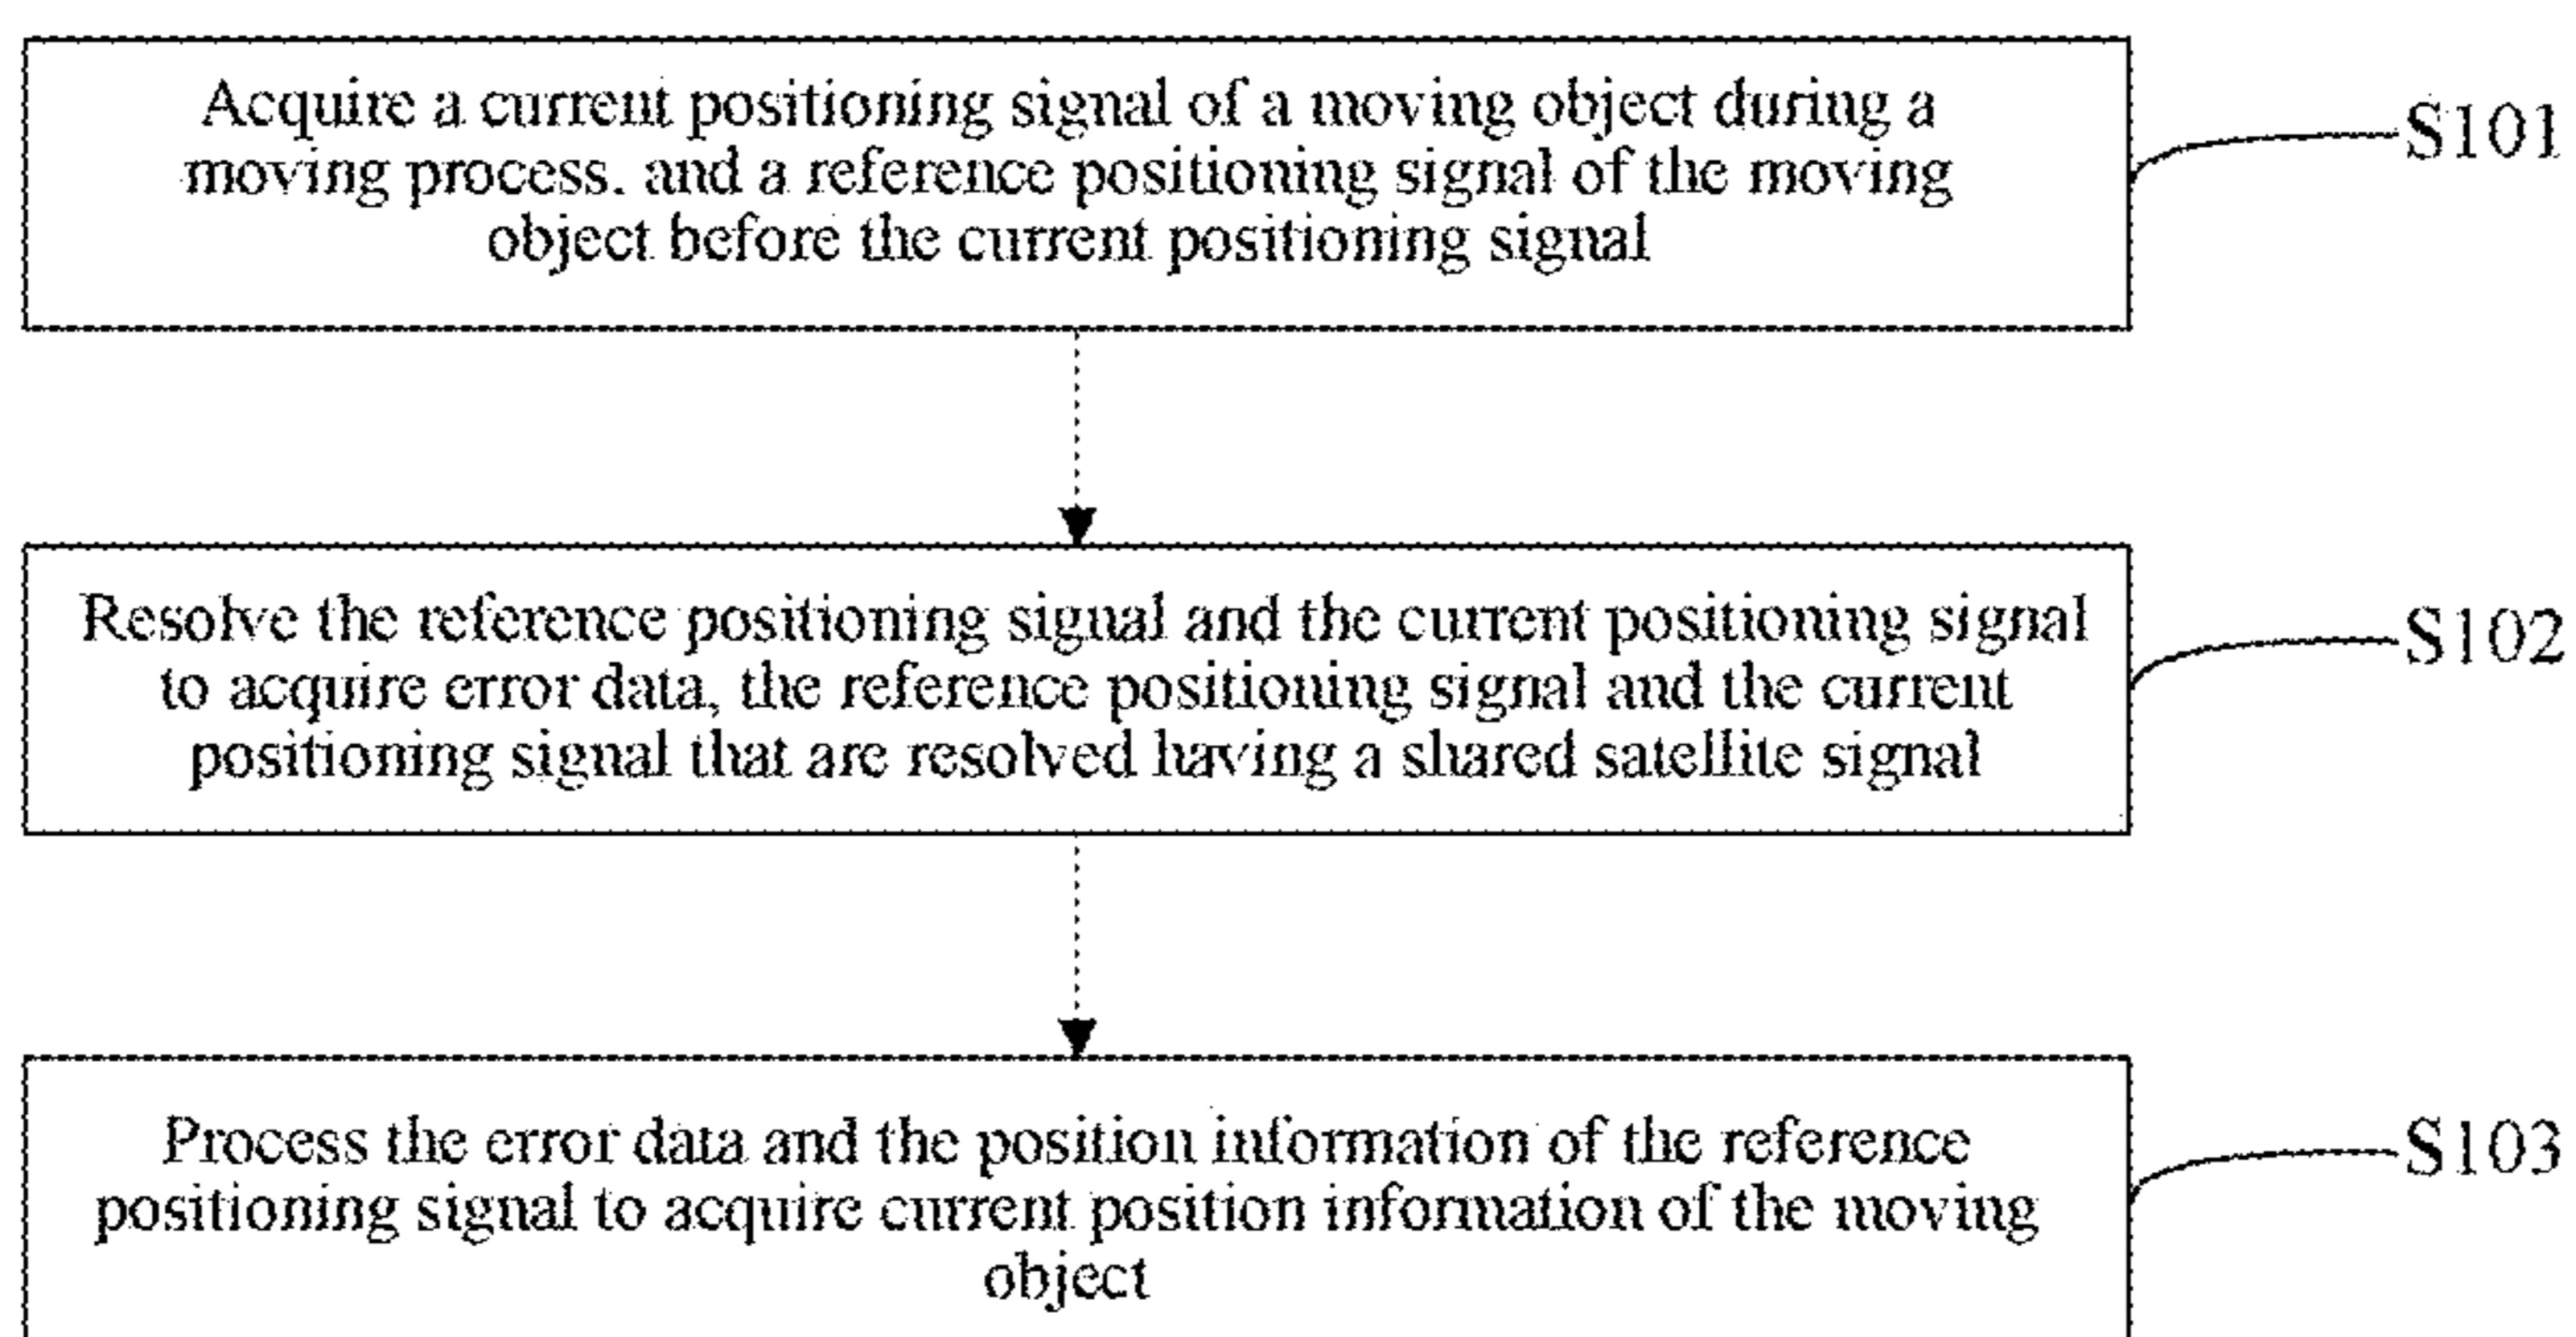 Acquire a current positioning signal of a moving object during a
moving process, and a reference positioning signal of the moving
object before the current positioning signal
S101
Resolve the reference positioning signal and the current positioning signal
to acquire error data, the reference positioning signal and the current
positioning signal that are resolved having a shared satellite signal
S102
Process the error data and the position information of the reference
positioning signal to acquire current position information of the moving
object
S103